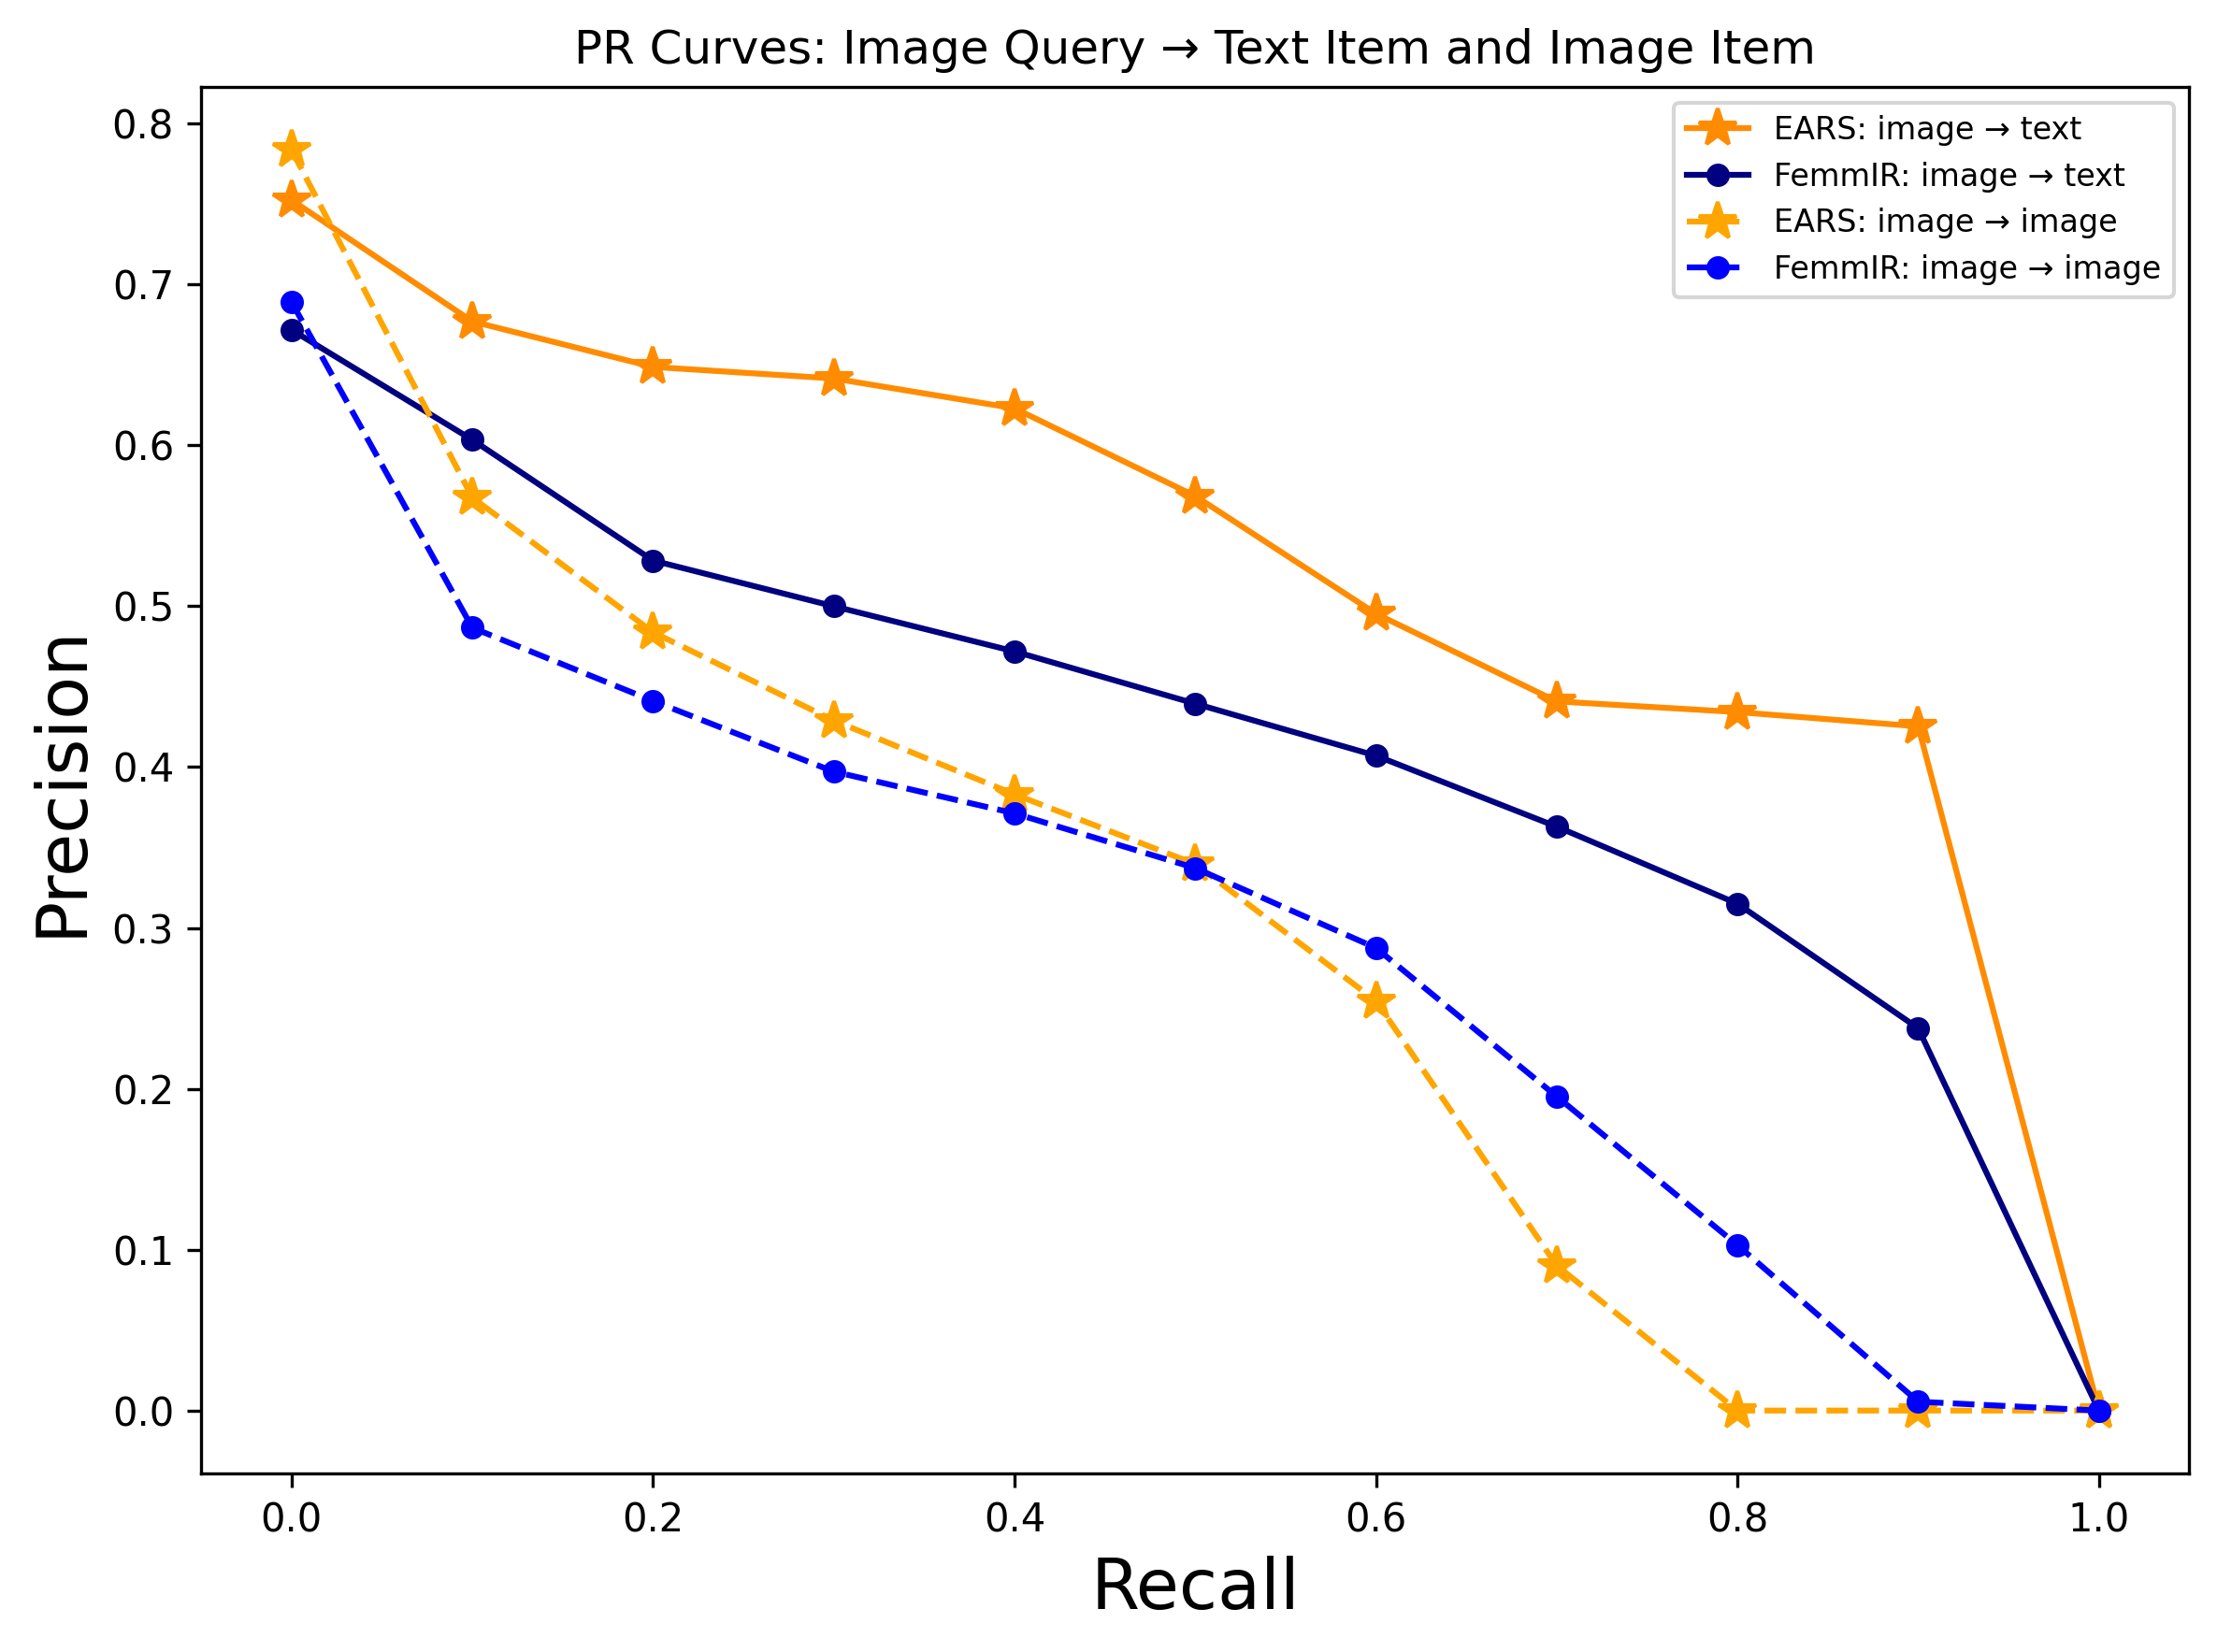 PR Curves: Image Query → Text Item and Image Item
EARS: image → text
FemmIR: image → text
EARS: image → image
FemmIR: image → image
Precision
0.8
0.7
0.6
0.5
0.4
0.3
0.2
0.1
0.0
0.0 0.2 0.4 0.6 0.8 1.0
Recall